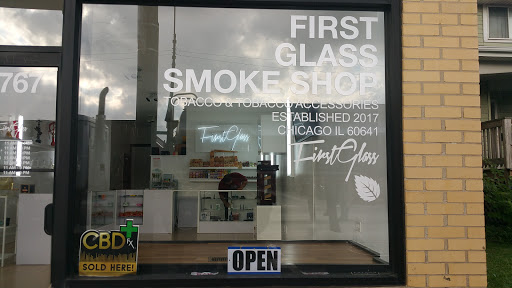 767
FIRST
GLASS
SMOKE SHOP
TOBACCO & TOBACCO ACCESSORIES
ESTABLISHED 2017
CHICAGO IL 60641
FirstGlass
FirstGlass
CBD
RX
SOLD HERE!
OPEN